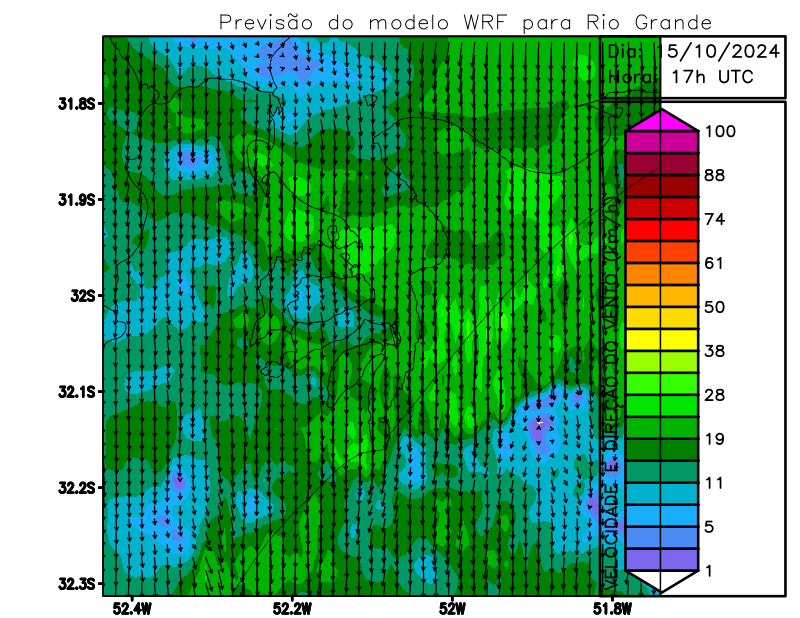 Previsão do modelo WRF para Rio Grande
Dia: 15/10/2024
Hora: 17h UTC
31.8S
31.9S
32S
32.1S
32.2S
32.3S
52.4W
52.2W
52W
51.8W
VELOCIDADE E DIREÇÃO DO VENTO (km/h)
100
88
74
61
50
38
28
19
11
5
1